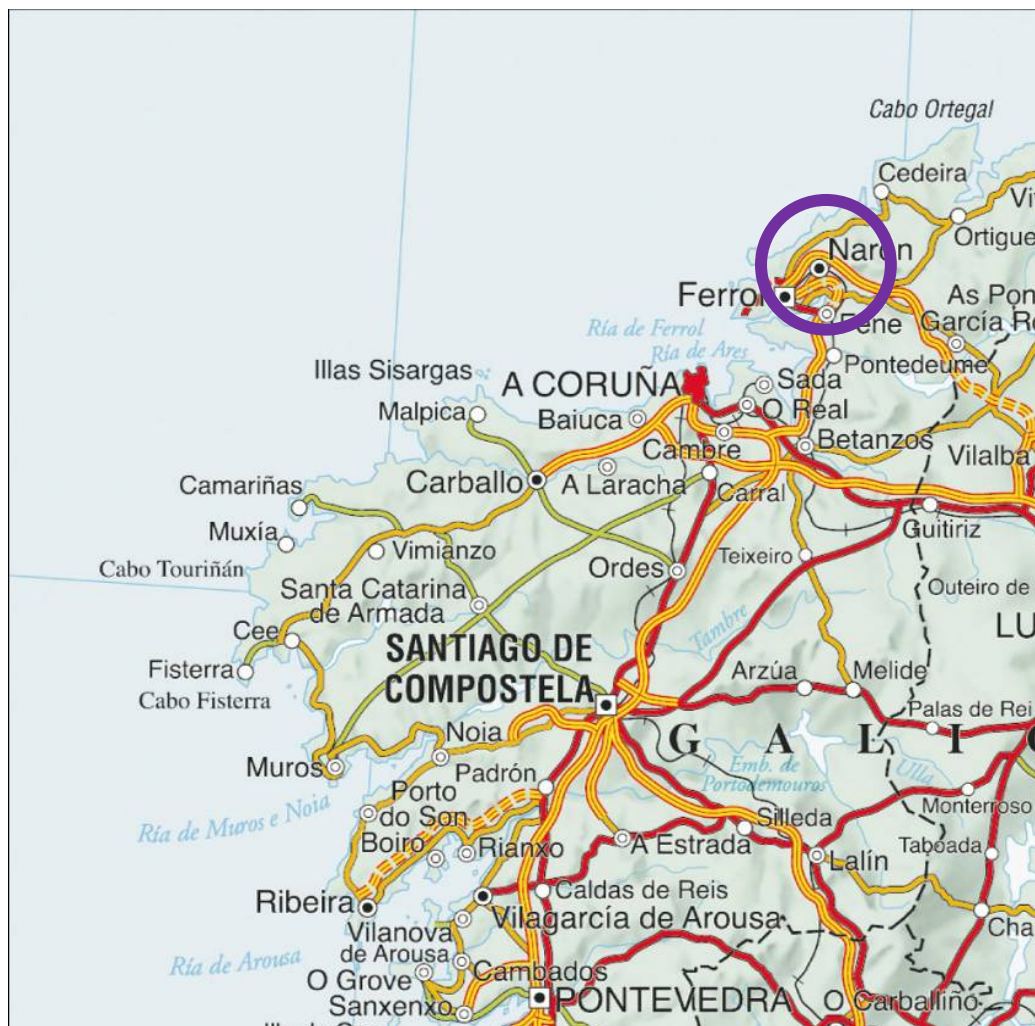 Cabo Ortegal
Cedeira
Vi
Ortigue
Narón
Ferrol
As Pon
Fene
García Ro
Ría de Ferrol
Ría de Ares
Pontedeume
Illas Sisargas
A CORUÑA
Sada
Malpica
Baiuca
O Real
Cambre
Betanzos
Vilalba
Carballo
A Laracha
Carral
Camariñas
Guitiriz
Muxía
Vimianzo
Teixeiro
Cabo Touriñán
Ordes
Santa Catarina
de Armada
Outeiro de
Cee
Tambre
LU
SANTIAGO DE
COMPOSTELA
Fisterra
Arzúa
Melide
Cabo Fisterra
Palas de Rei
Noia
G A L I C
Muros
Padrón
Emb. de
Portodemouros
Ulla
Porto
do Son
Monterroso
Ría de Muros e Noia
Silleda
Boiro
Rianxo
A Estrada
Taboada
Lalín
Ribeira
Caldas de Reis
Vilagarcía de Arousa
Cha
Vilanova
de Arousa
Ría de Arousa
O Grove
Cambados
Sanxenxo
PONTEVEDRA
O Carballiño